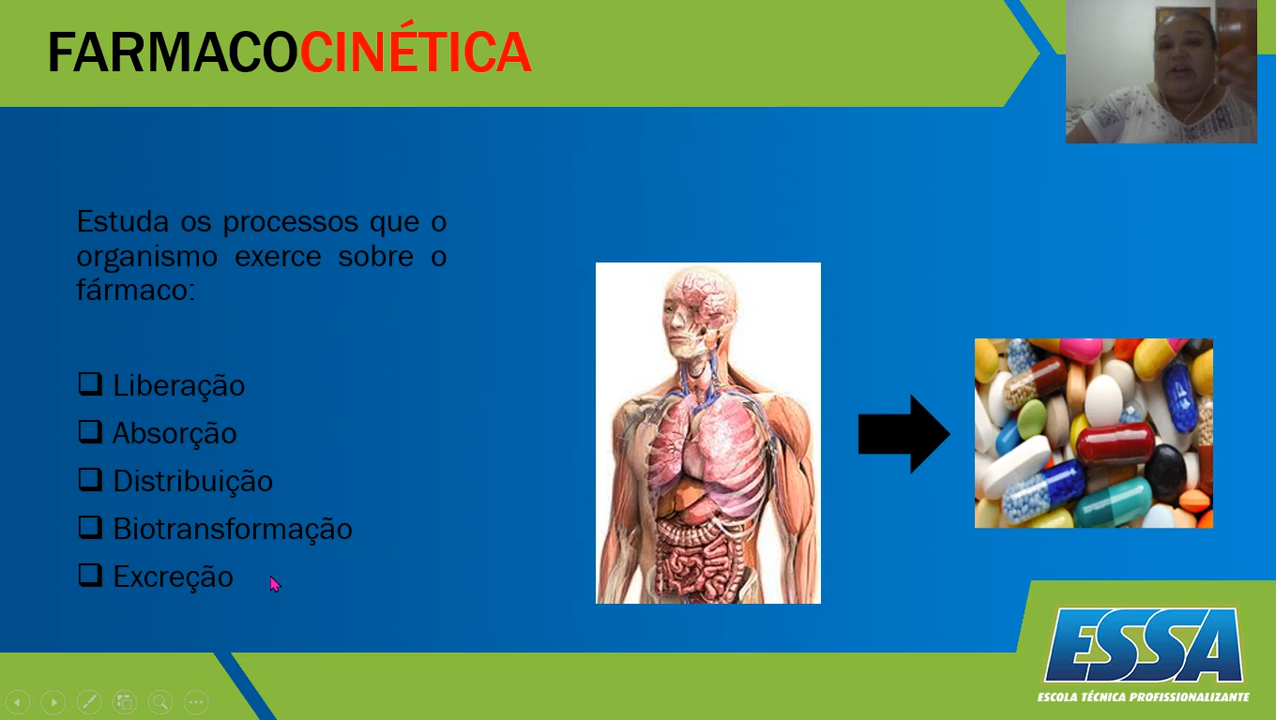 FARMACOCINÉTICA
Estuda os processos que o
organismo exerce sobre o
fármaco:
Liberação
Absorção
Distribuição
Biotransformação
Excreção
ESSA
ESCOLA TÉCNICA PROFISSIONALIZANTE